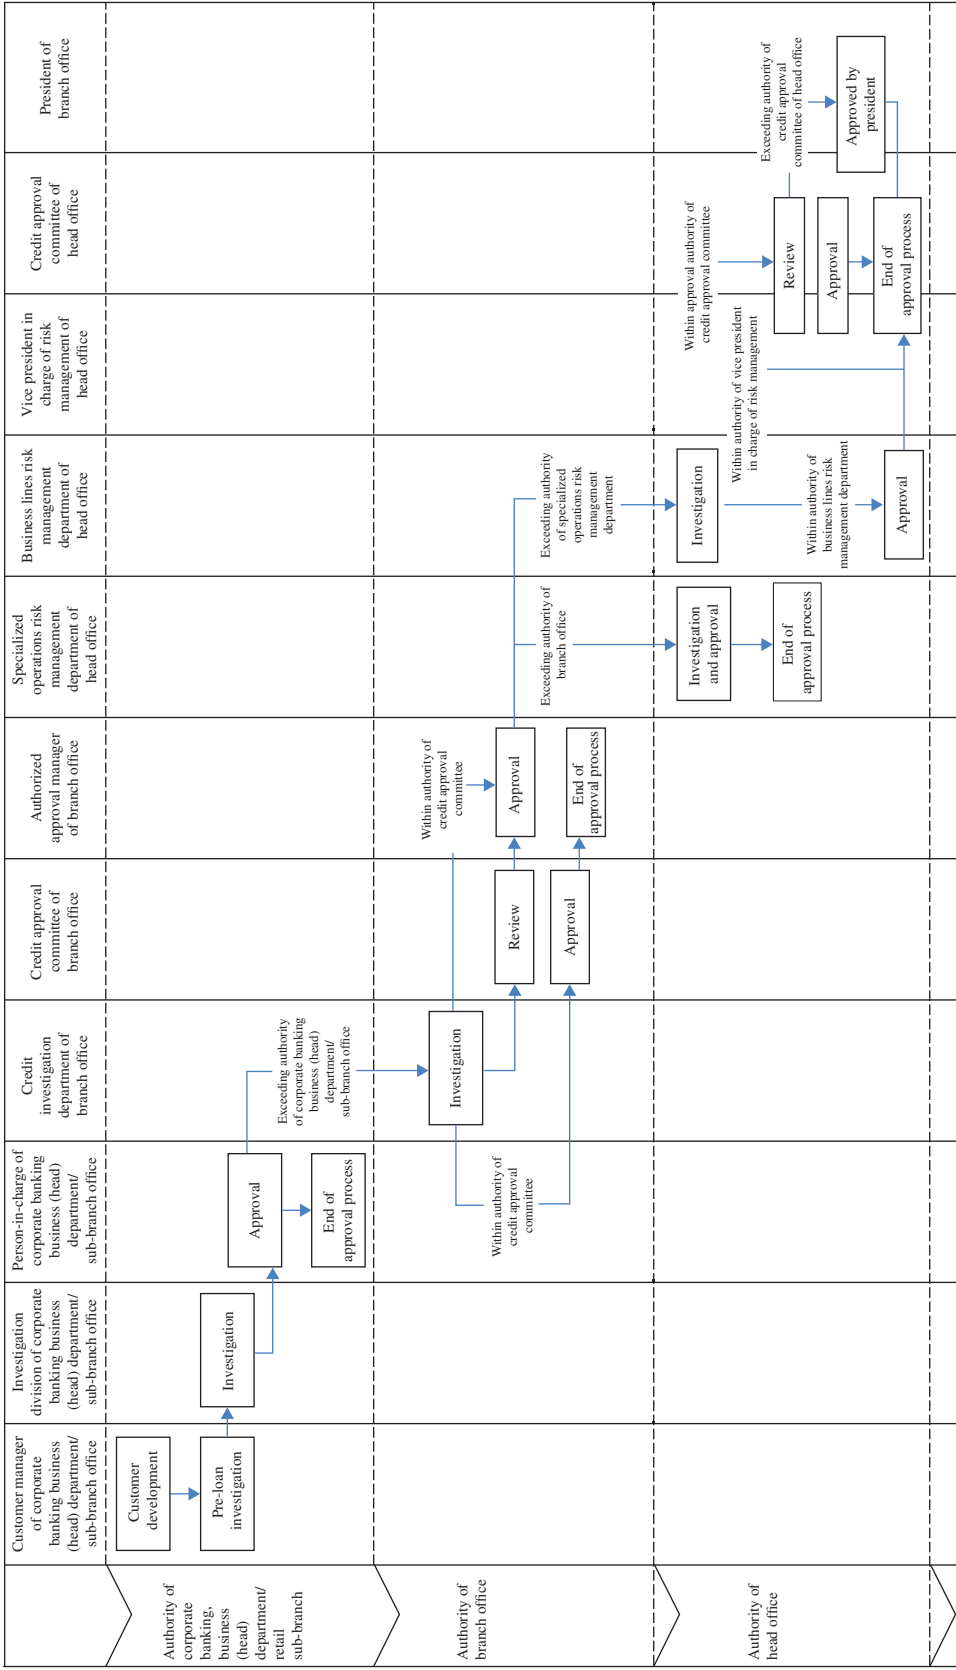 Customer manager
of corporate
banking business
(head) department/
sub-branch office
Investigation
division of corporate
banking business
(head) department/
sub-branch office
Person-in-charge of
corporate banking
business (head)
department/
sub-branch office
Credit
investigation
department of
branch office
Credit approval
committee of
branch office
Authorized
approval manager
of branch office
Specialized
operations risk
management
department of
head office
Business lines risk
management
department of
head office
Vice president in
charge of risk
management of
head office
Credit approval
committee of
head office
President of
branch office
Authority of
corporate
banking,
business
(head)
department/
retail
sub-branch
Customer
development
Pre-loan
investigation
Investigation
Approval
End of
approval process
Exceeding authority
of corporate banking
business (head)
department/
sub-branch office
Authority of
branch office
Investigation
Within authority of
credit approval
committee
Review
Approval
Within authority of
credit approval
committee
Approval
End of
approval process
Exceeding authority of
branch office
Exceeding authority
of specialized
operations risk
management
department
Authority of
head office
Investigation
and approval
End of
approval process
Investigation
Within authority of
business lines risk
management department
Approval
Within authority of vice president
in charge of risk management
Within approval authority of
credit approval committee
Review
Approval
End of
approval process
Exceeding authority of
credit approval
committee of head office
Approved by
president